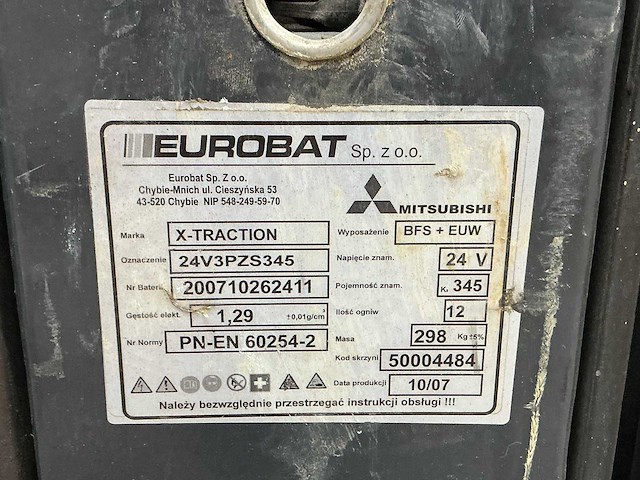 EUROBAT Sp. z o.o.
Eurobat Sp. Z o.o.
Chybie-Mnich ul. Cieszyńska 53
43-520 Chybie NIP 548-249-59-70
MITSUBISHI
Marka X-TRACTION
Wyposażenie BFS + EUW
Oznaczenie 24V3PZS345
Napięcie znam. 24 V
Nr Baterii 200710262411
Pojemność znam. K₅ 345
Gęstość elekt. 1,29 ±0,01g/cm³
Ilość ogniw 12
Masa 298 Kg ±5%
Nr Normy PN-EN 60254-2
Kod skrzyni 50004484
Data produkcji 10/07
Należy bezwzględnie przestrzegać instrukcji obsługi !!!